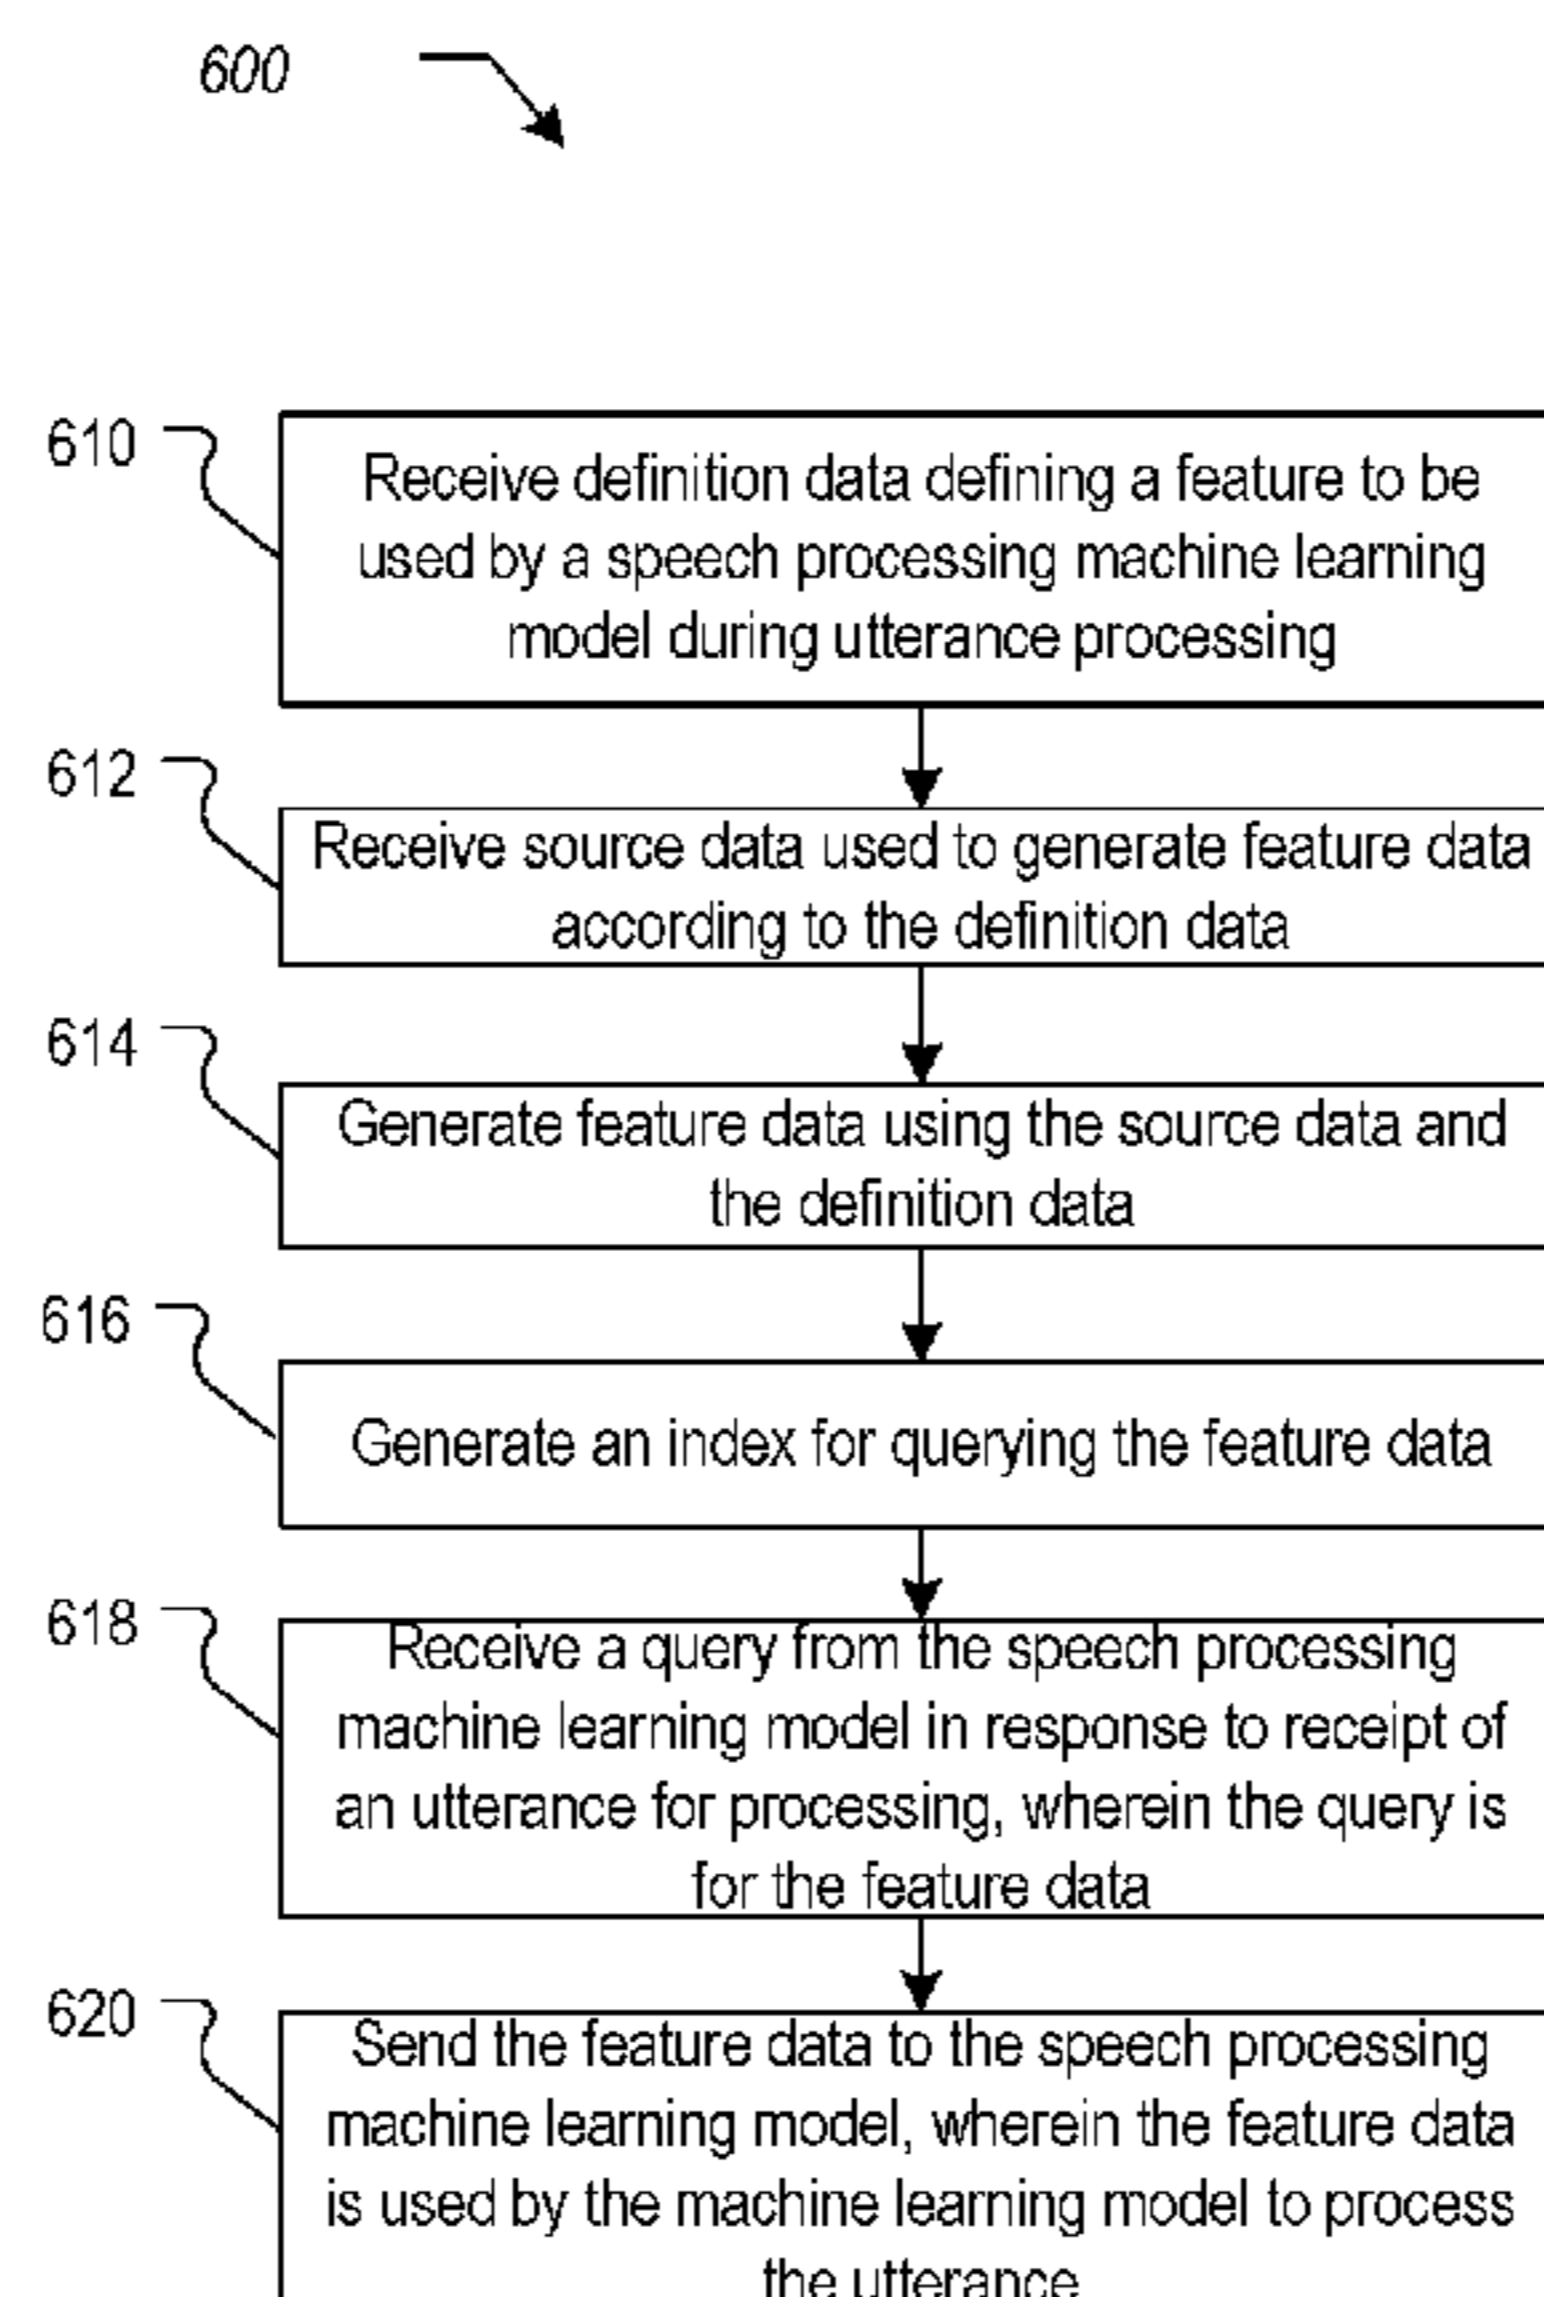 600
610
Receive definition data defining a feature to be
used by a speech processing machine learning
model during utterance processing
612
Receive source data used to generate feature data
according to the definition data
614
Generate feature data using the source data and
the definition data
616
Generate an index for querying the feature data
618
Receive a query from the speech processing
machine learning model in response to receipt of
an utterance for processing, wherein the query is
for the feature data
620
Send the feature data to the speech processing
machine learning model, wherein the feature data
is used by the machine learning model to process
the utterance